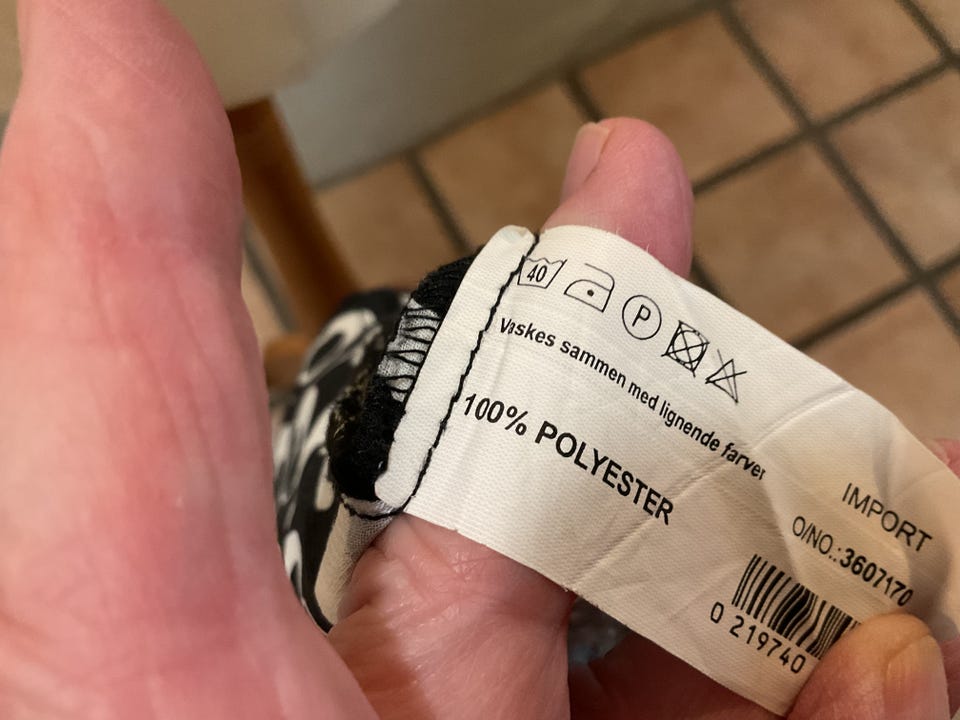 40
P
Vaskes sammen med lignende farver
100% POLYESTER
IMPORT
O/NO.:3607170
0 219740